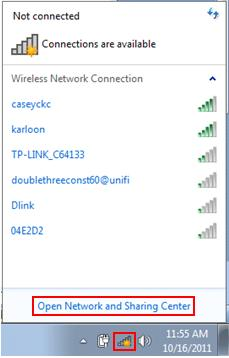 Not connected
Connections are available
Wireless Network Connection
caseyckc
karloon
TP-LINK_C64133
doublethreeconst60@unifi
Dlink
04E2D2
Open Network and Sharing Center
11:55 AM
10/16/2011